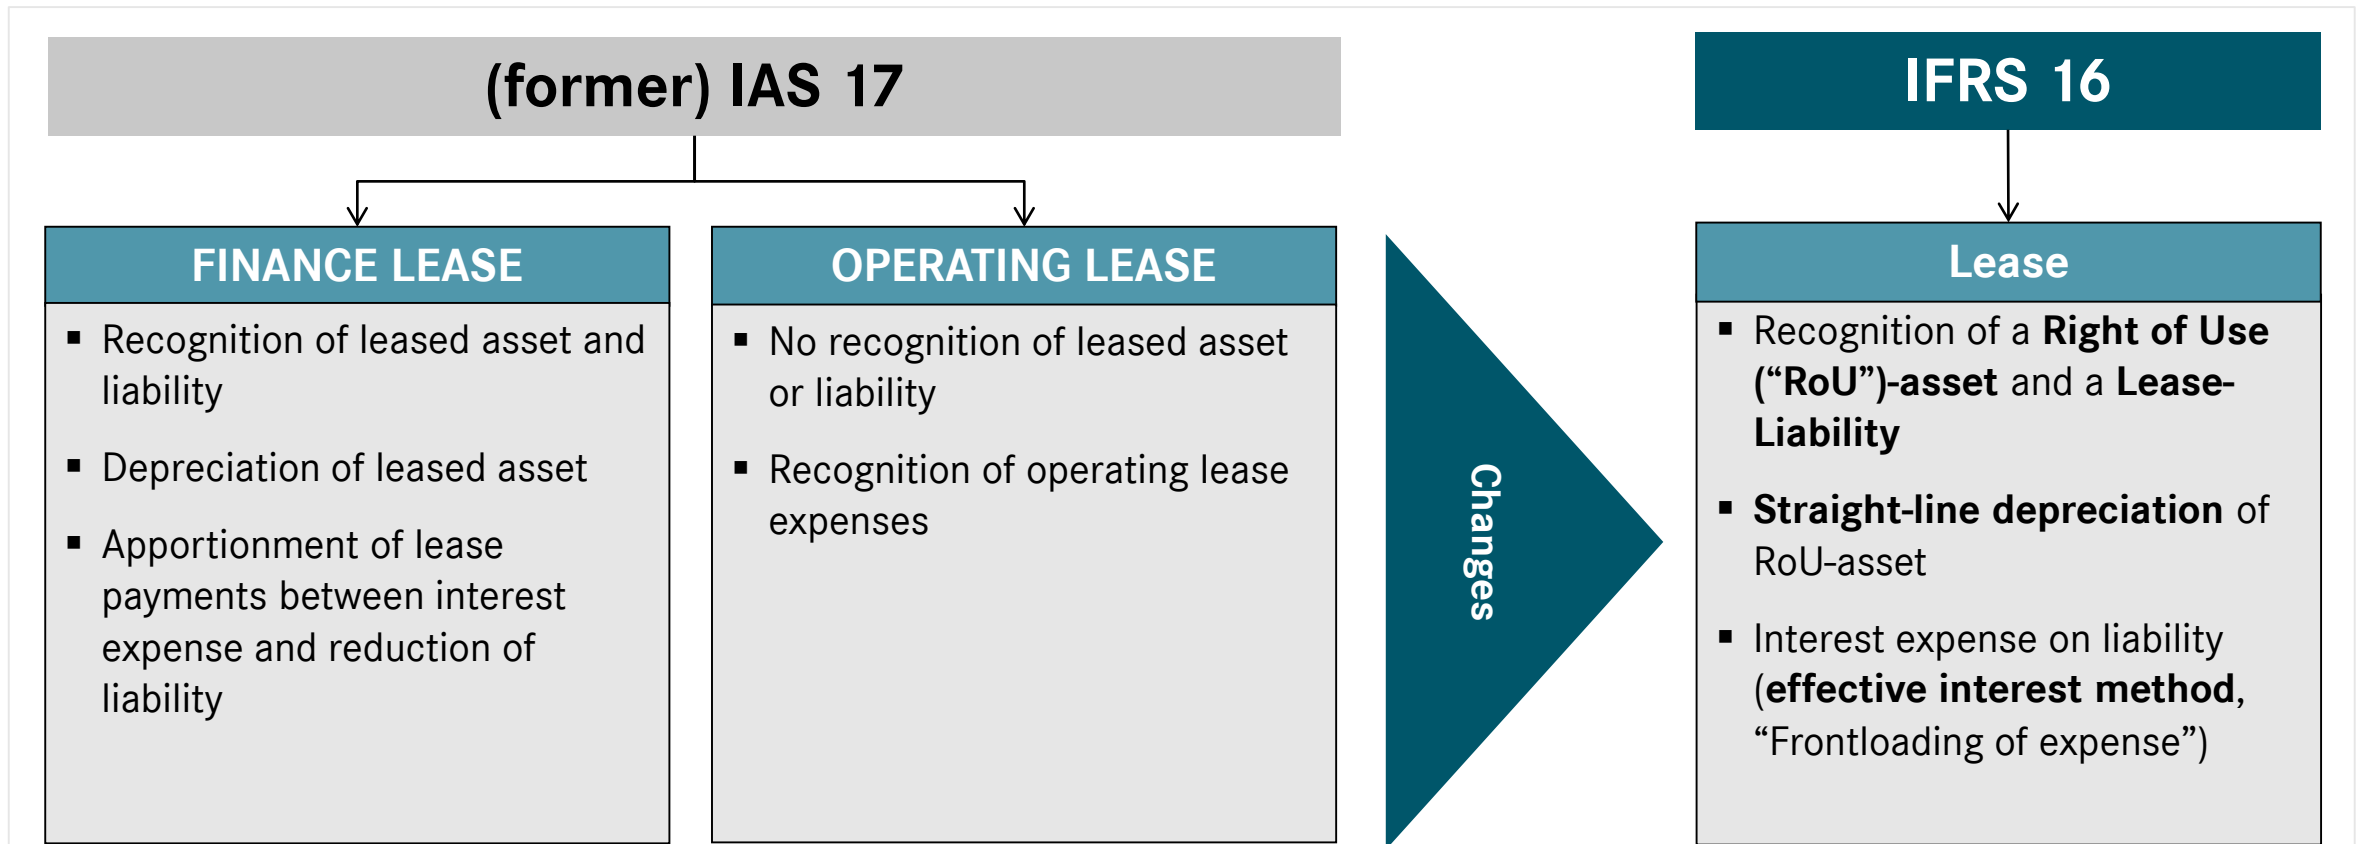 (former) IAS 17
FINANCE LEASE
▪ Recognition of leased asset and
liability
▪ Depreciation of leased asset
▪ Apportionment of lease
payments between interest
expense and reduction of
liability
OPERATING LEASE
▪ No recognition of leased asset
or liability
▪ Recognition of operating lease
expenses
Changes
IFRS 16
Lease
▪ Recognition of a Right of Use
(“RoU”)-asset and a Lease-
Liability
▪ Straight-line depreciation of
RoU-asset
▪ Interest expense on liability
(effective interest method,
“Frontloading of expense”)